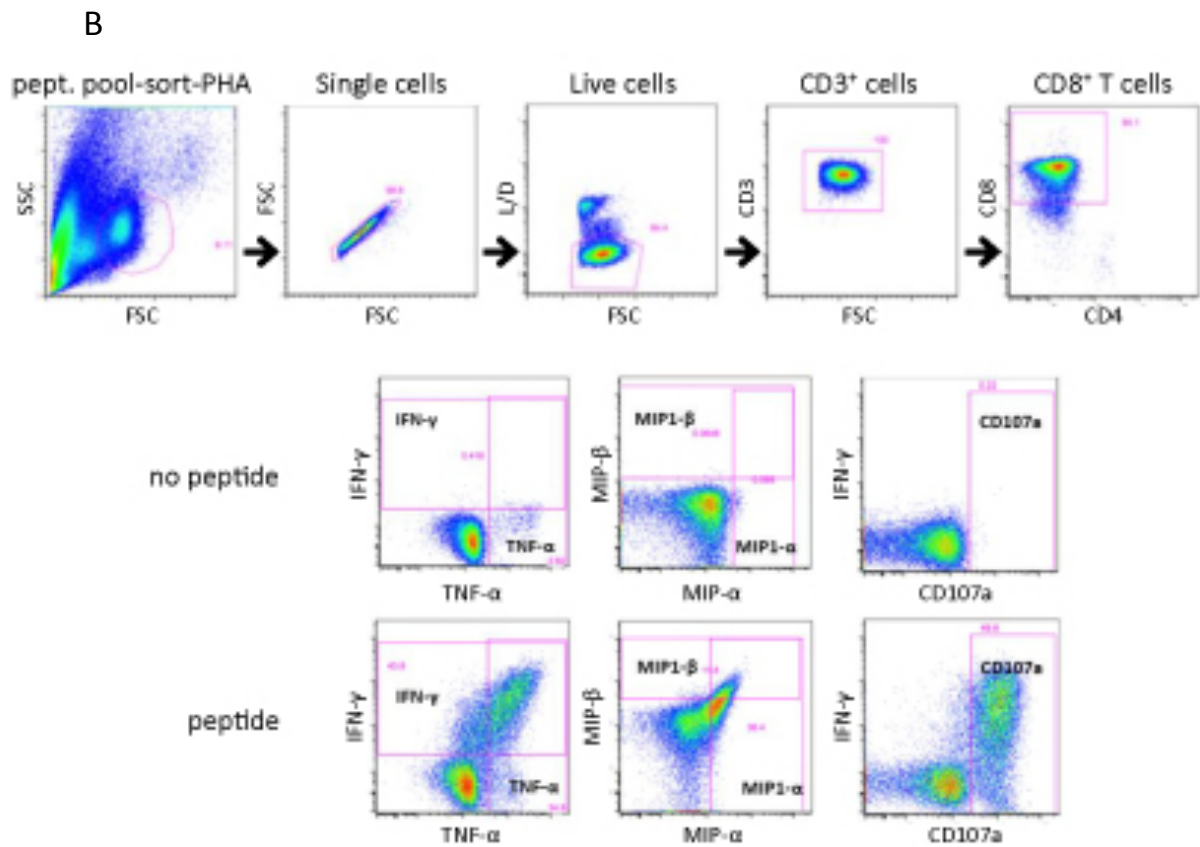 B
pept. pool-sort-PHA
Single cells
Live cells
CD3⁺ cells
CD8⁺ T cells
SSC
FSC
L/D
CD3
CD8
FSC
FSC
FSC
FSC
CD4
no peptide
IFN-γ
IFN-γ
TNF-α
TNF-α
MIP-β
MIP1-β
MIP1-α
MIP-α
IFN-γ
CD107a
CD107a
peptide
IFN-γ
IFN-γ
TNF-α
TNF-α
MIP-β
MIP1-β
MIP1-α
MIP-α
IFN-γ
CD107a
CD107a